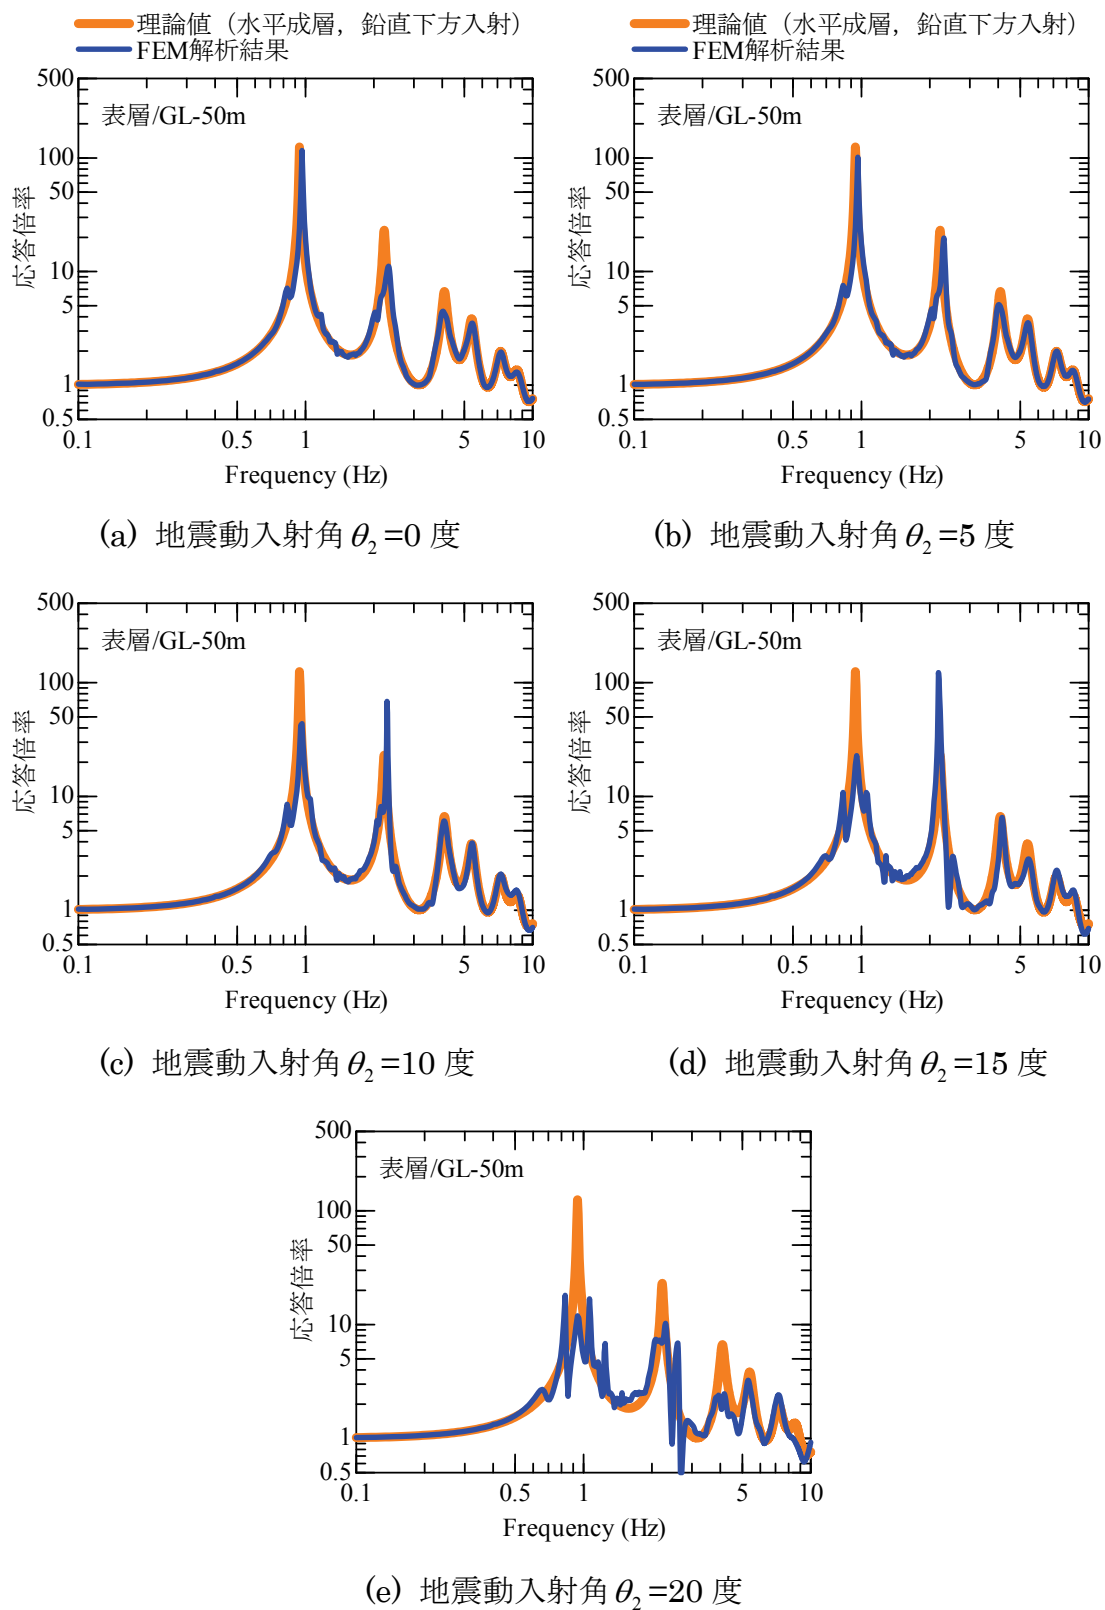 理論値（水平成層，鉛直下方入射）
FEM解析結果
理論値（水平成層，鉛直下方入射）
FEM解析結果
500
表層/GL-50m
100
50
10
5
1
0.5
応答倍率
0.1 0.5 1 5 10
Frequency (Hz)
(a) 地震動入射角θ₂=0 度
500
表層/GL-50m
100
50
10
5
1
0.5
応答倍率
0.1 0.5 1 5 10
Frequency (Hz)
(b) 地震動入射角θ₂=5 度
500
表層/GL-50m
100
50
10
5
1
0.5
応答倍率
0.1 0.5 1 5 10
Frequency (Hz)
(c) 地震動入射角θ₂=10 度
500
表層/GL-50m
100
50
10
5
1
0.5
応答倍率
0.1 0.5 1 5 10
Frequency (Hz)
(d) 地震動入射角θ₂=15 度
500
表層/GL-50m
100
50
10
5
1
0.5
応答倍率
0.1 0.5 1 5 10
Frequency (Hz)
(e) 地震動入射角θ₂=20 度